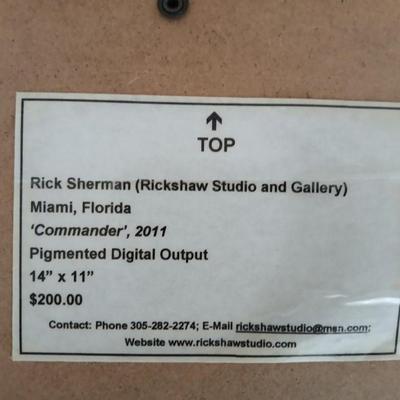 ↑
TOP
Rick Sherman (Rickshaw Studio and Gallery)
Miami, Florida
'Commander', 2011
Pigmented Digital Output
14” x 11”
$200.00
Contact: Phone 305-282-2274; E-Mail rickshawstudio@msn.com;
Website www.rickshawstudio.com